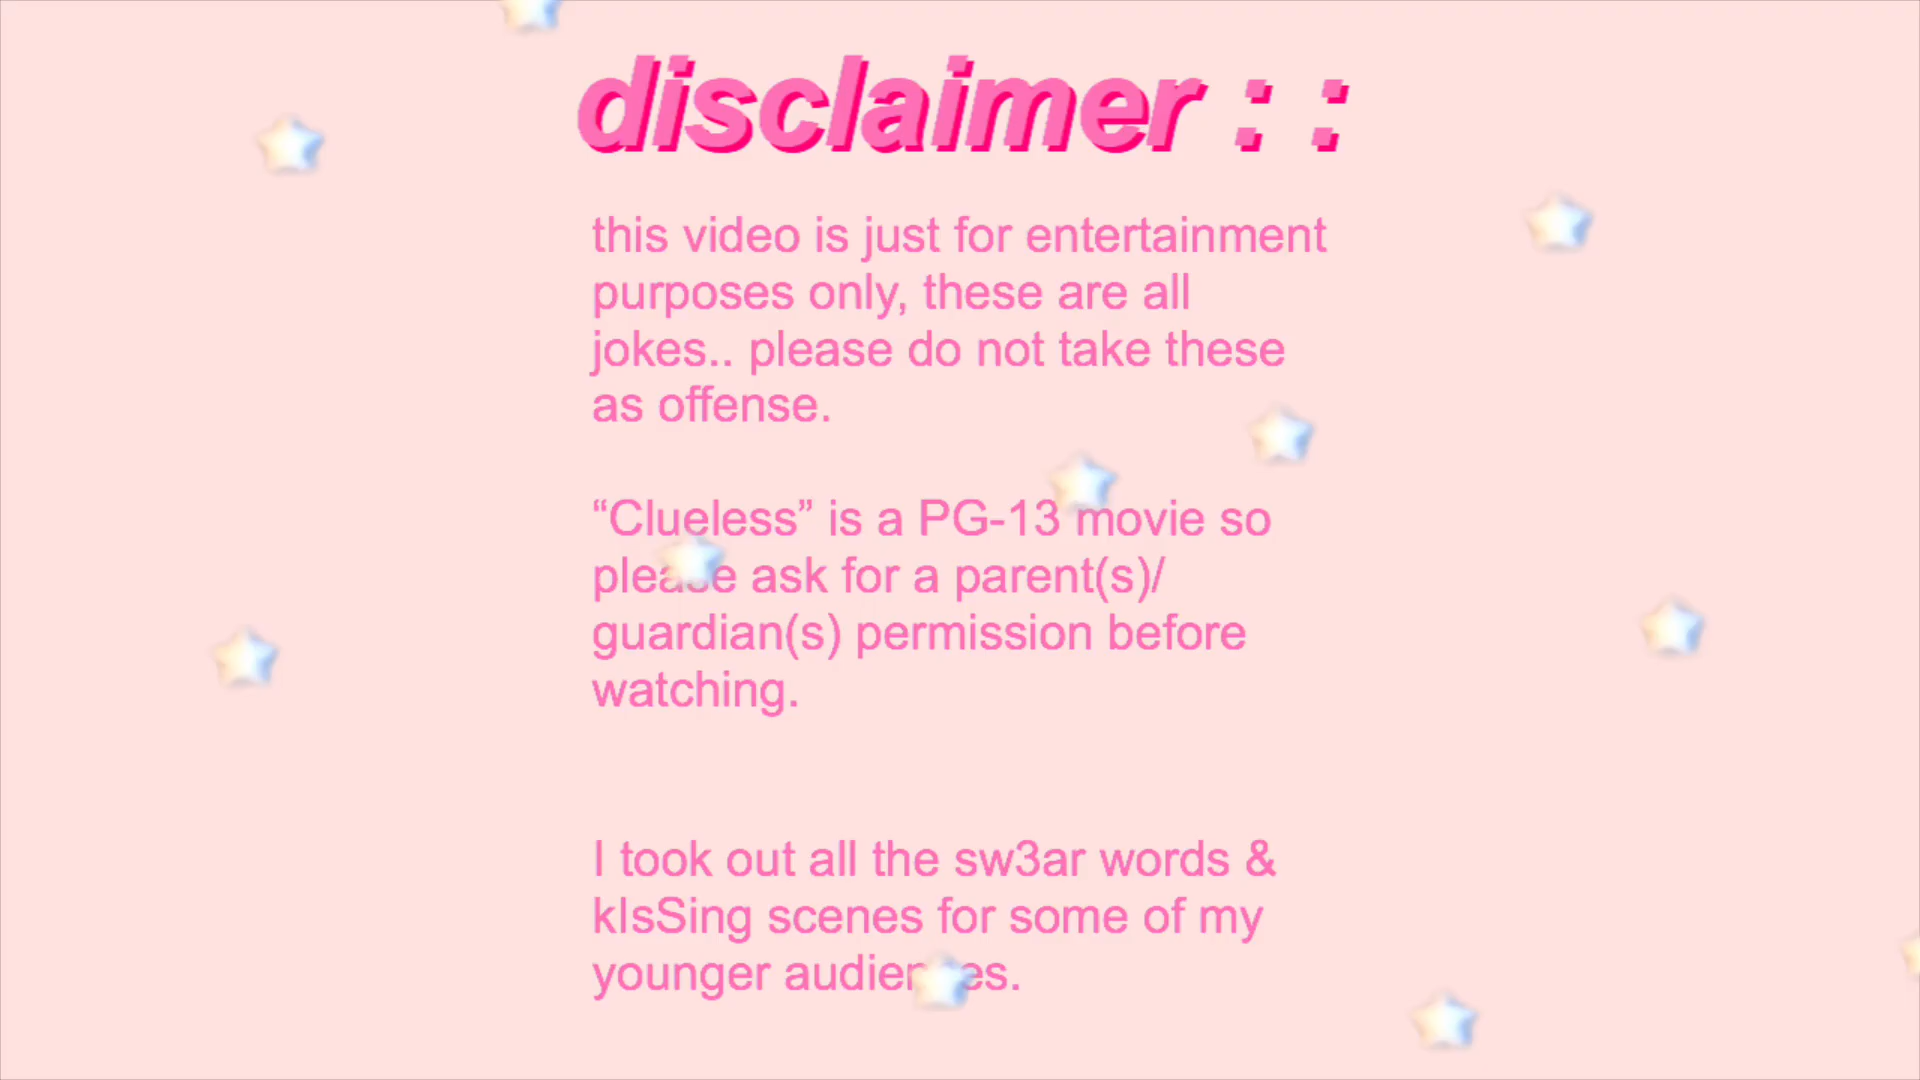 disclaimer : :
this video is just for entertainment
purposes only, these are all
jokes.. please do not take these
as offense.
“Clueless” is a PG-13 movie so
please ask for a parent(s)/
guardian(s) permission before
watching.
I took out all the sw3ar words &
kIsSing scenes for some of my
younger audiences.